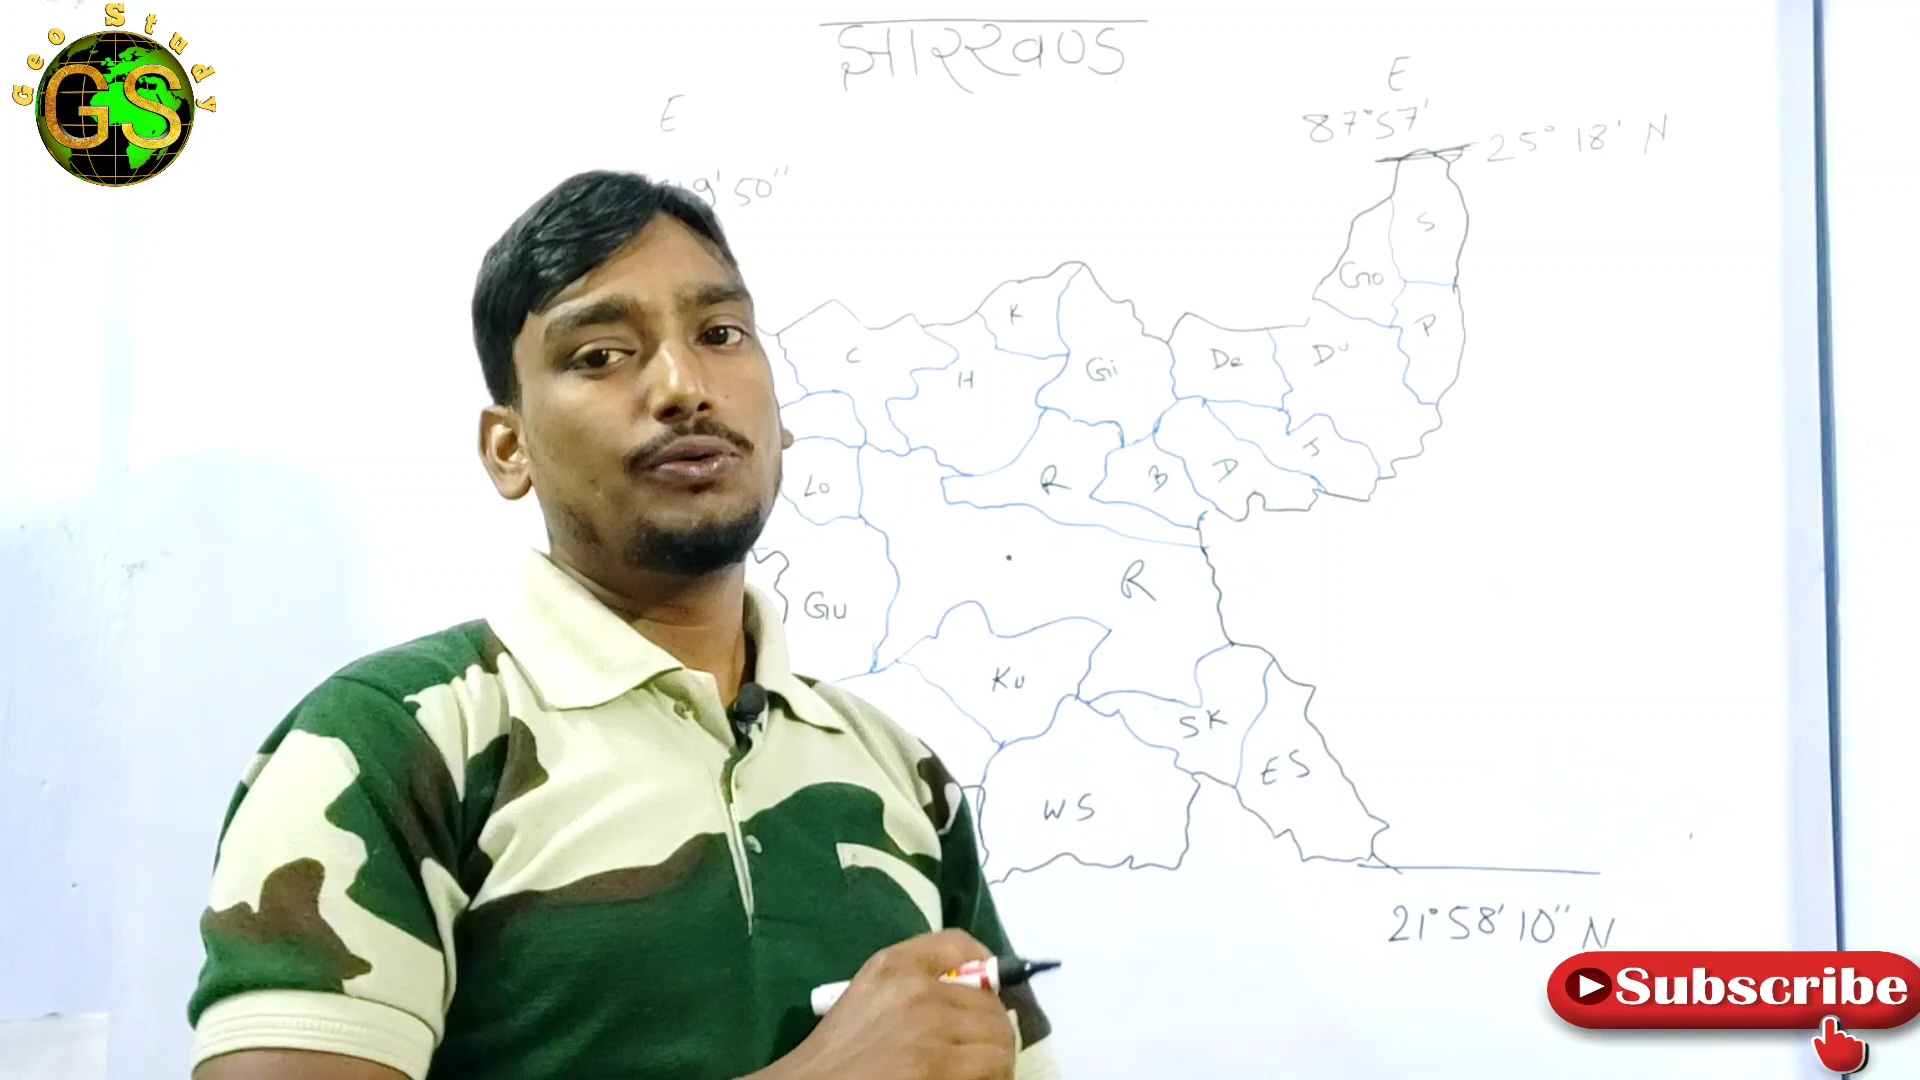 Geo Study
GS
झारखण्ड
E
E
87°57'
25° 18' N
9' 50"
S
Go
K
P
C
De
Du
Gi
H
J
Lo
R
B
D
R
Gu
Ku
SK
ES
WS
21°58'10" N
Subscribe